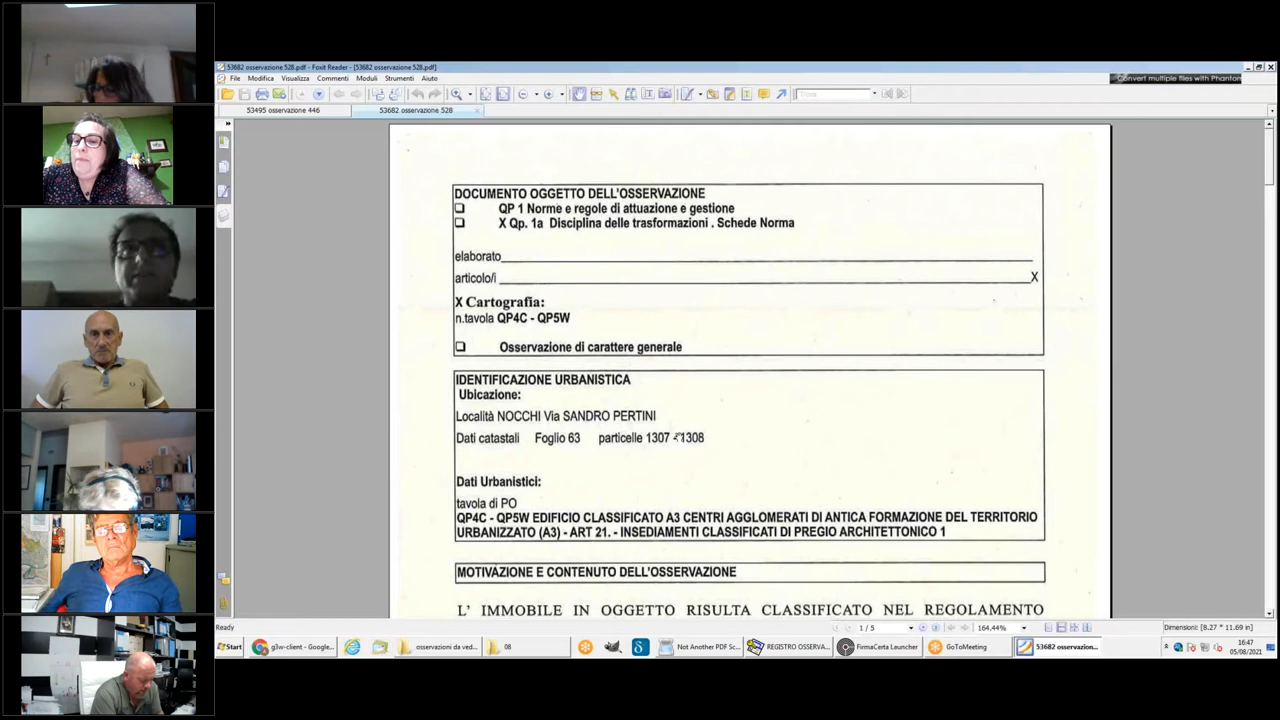 53682 osservazione 528.pdf - Foxit Reader - [53682 osservazione 528.pdf]
File Modifica Visualizza Commenti Moduli Strumenti Aiuto
Convert multiple files with Phantom
53495 osservazione 446
53682 osservazione 528
DOCUMENTO OGGETTO DELL'OSSERVAZIONE
QP 1 Norme e regole di attuazione e gestione
X Qp. 1a Disciplina delle trasformazioni . Schede Norma
elaborato
articolo/i X
X Cartografia:
n.tavola QP4C - QP5W
Osservazione di carattere generale
IDENTIFICAZIONE URBANISTICA
Ubicazione:
Località NOCCHI Via SANDRO PERTINI
Dati catastali Foglio 63 particelle 1307 - 1308
Dati Urbanistici:
tavola di PO
QP4C - QP5W EDIFICIO CLASSIFICATO A3 CENTRI AGGLOMERATI DI ANTICA FORMAZIONE DEL TERRITORIO
URBANIZZATO (A3) - ART 21. - INSEDIAMENTI CLASSIFICATI DI PREGIO ARCHITETTONICO 1
MOTIVAZIONE E CONTENUTO DELL'OSSERVAZIONE
L' IMMOBILE IN OGGETTO RISULTA CLASSIFICATO NEL REGOLAMENTO
Ready
1 / 5
164.44%
Dimensioni: [8.27 * 11.69 in]
Start
g3w-client - Google...
osservazioni da ved...
08
Not Another PDF Sc...
REGISTRO OSSERVA...
FirmaCerta Launcher
GoToMeeting
53682 osservazion...
16:47
05/08/2021